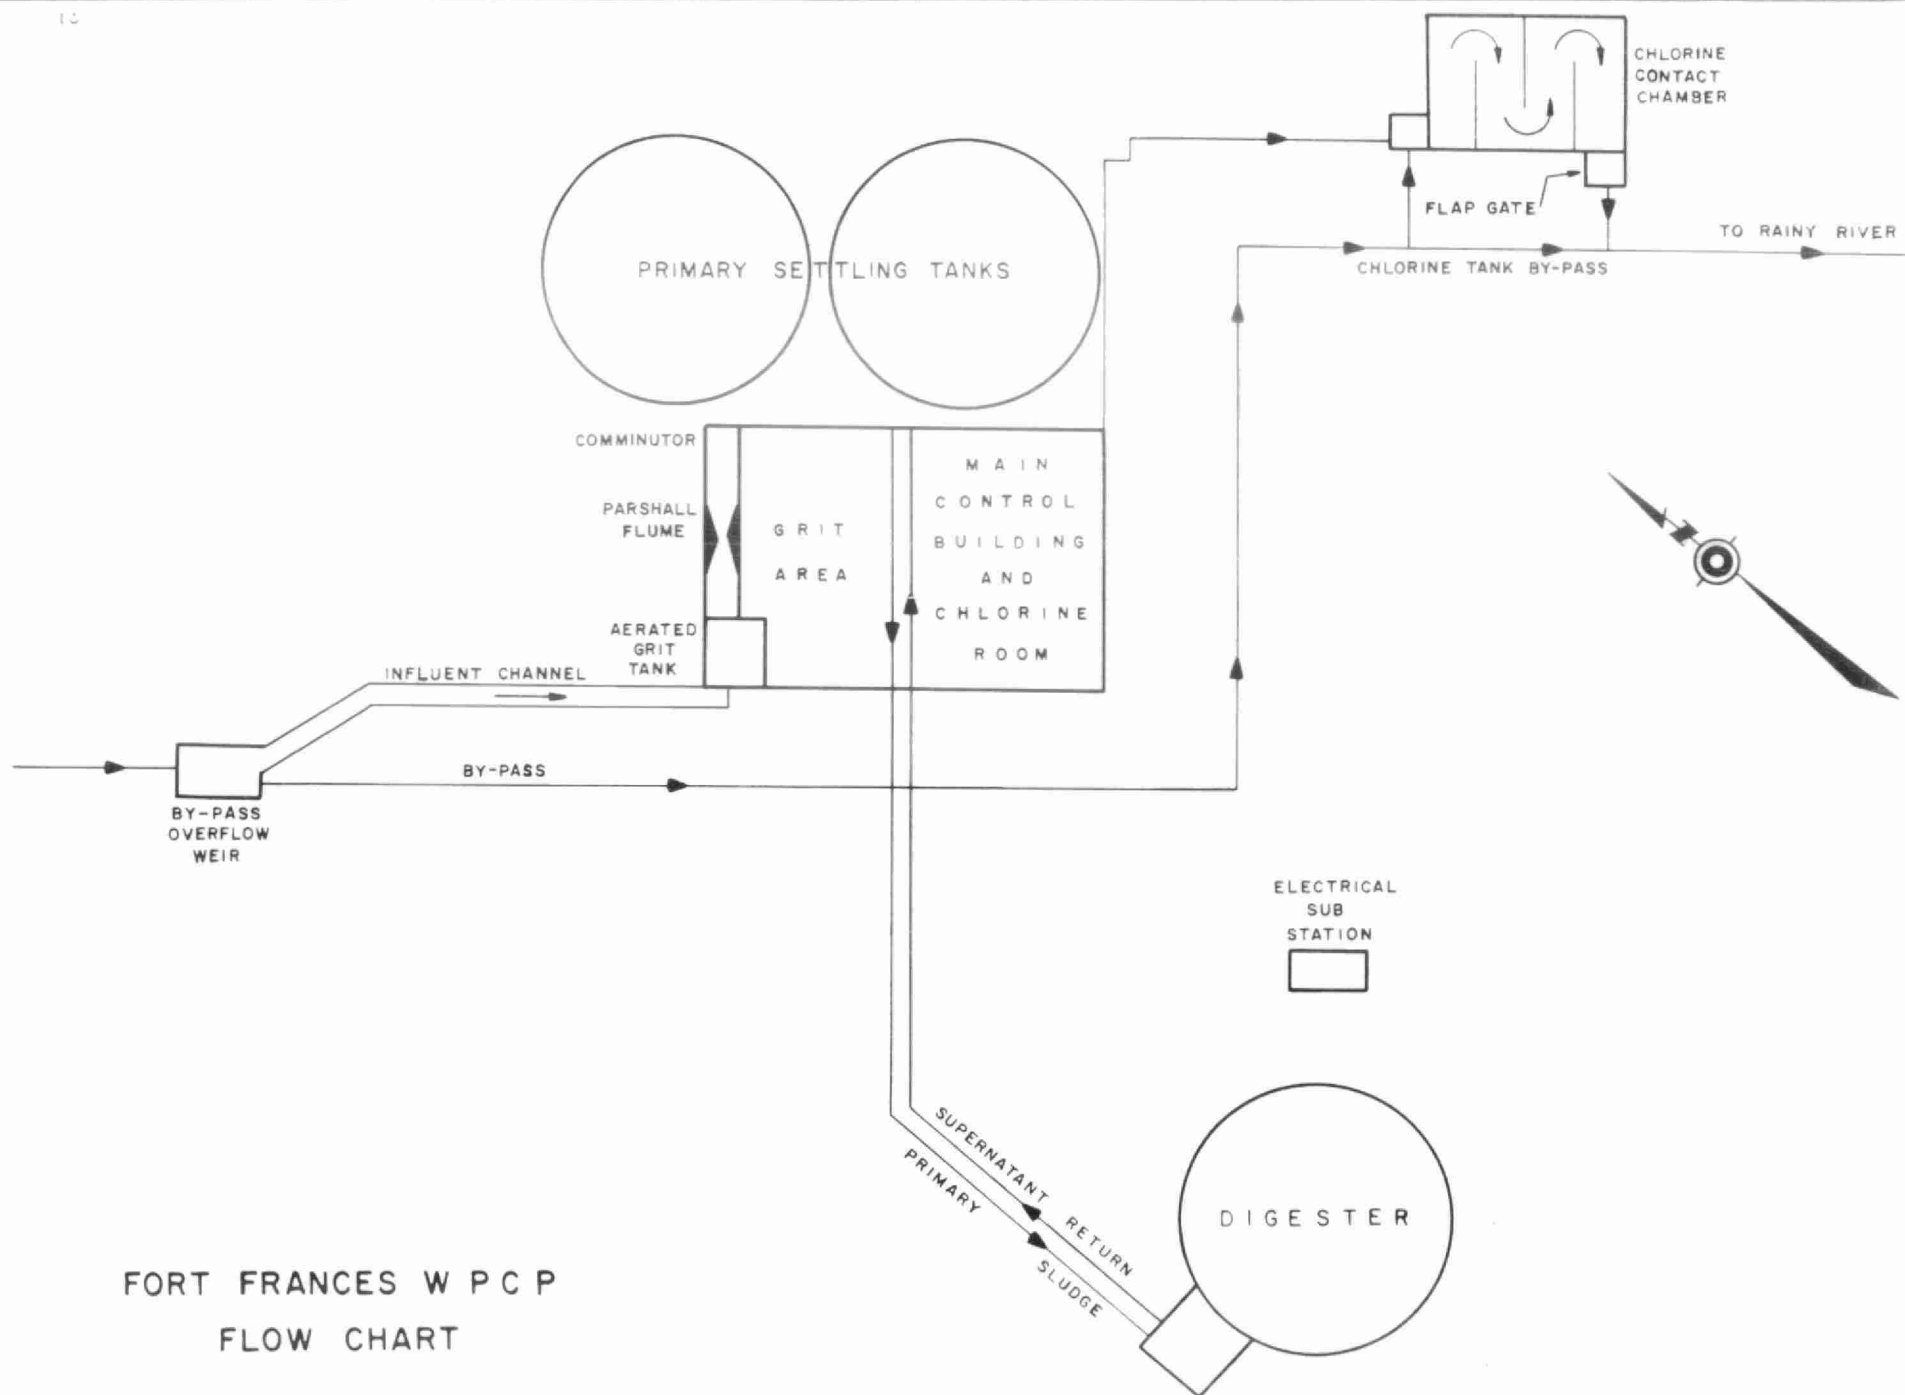 CHLORINE
CONTACT
CHAMBER
FLAP GATE
TO RAINY RIVER
CHLORINE TANK BY-PASS
PRIMARY SETTLING TANKS
COMMINUTOR
PARSHALL
FLUME
GRIT
AREA
MAIN
CONTROL
BUILDING
AND
CHLORINE
ROOM
AERATED
GRIT
TANK
INFLUENT CHANNEL
BY-PASS
BY-PASS
OVERFLOW
WEIR
N
ELECTRICAL
SUB
STATION
SUPERNATANT RETURN
PRIMARY SLUDGE
DIGESTER
FORT FRANCES W P C P
FLOW CHART